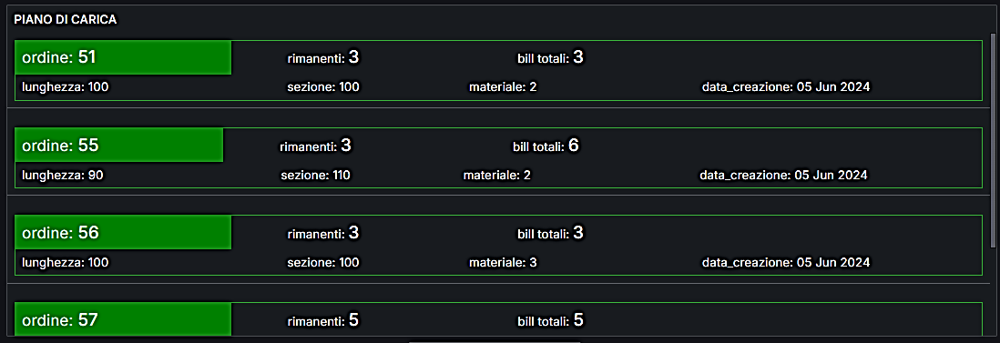 PIANO DI CARICA
ordine: 51 rimanenti: 3 bill totali: 3
lunghezza: 100 sezione: 100 materiale: 2 data_creazione: 05 Jun 2024
ordine: 55 rimanenti: 3 bill totali: 6
lunghezza: 90 sezione: 110 materiale: 2 data_creazione: 05 Jun 2024
ordine: 56 rimanenti: 3 bill totali: 3
lunghezza: 100 sezione: 100 materiale: 3 data_creazione: 05 Jun 2024
ordine: 57 rimanenti: 5 bill totali: 5